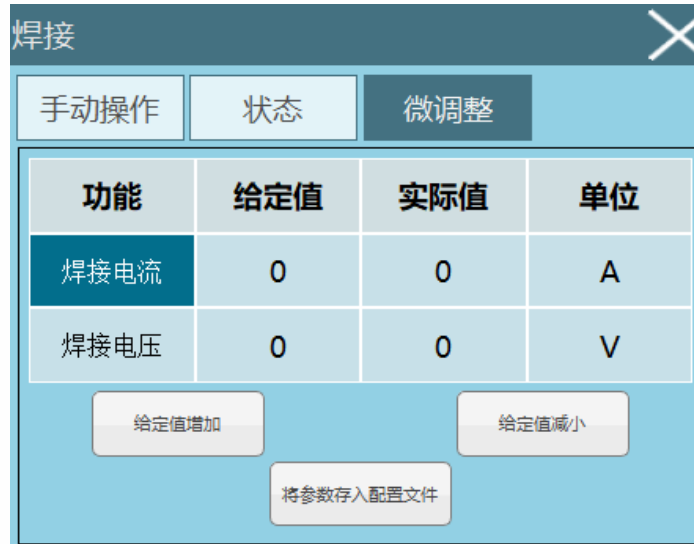 焊接
手动操作 状态 微调整
功能 给定值 实际值 单位
焊接电流 0 0 A
焊接电压 0 0 V
给定值增加 给定值减小
将参数存入配置文件